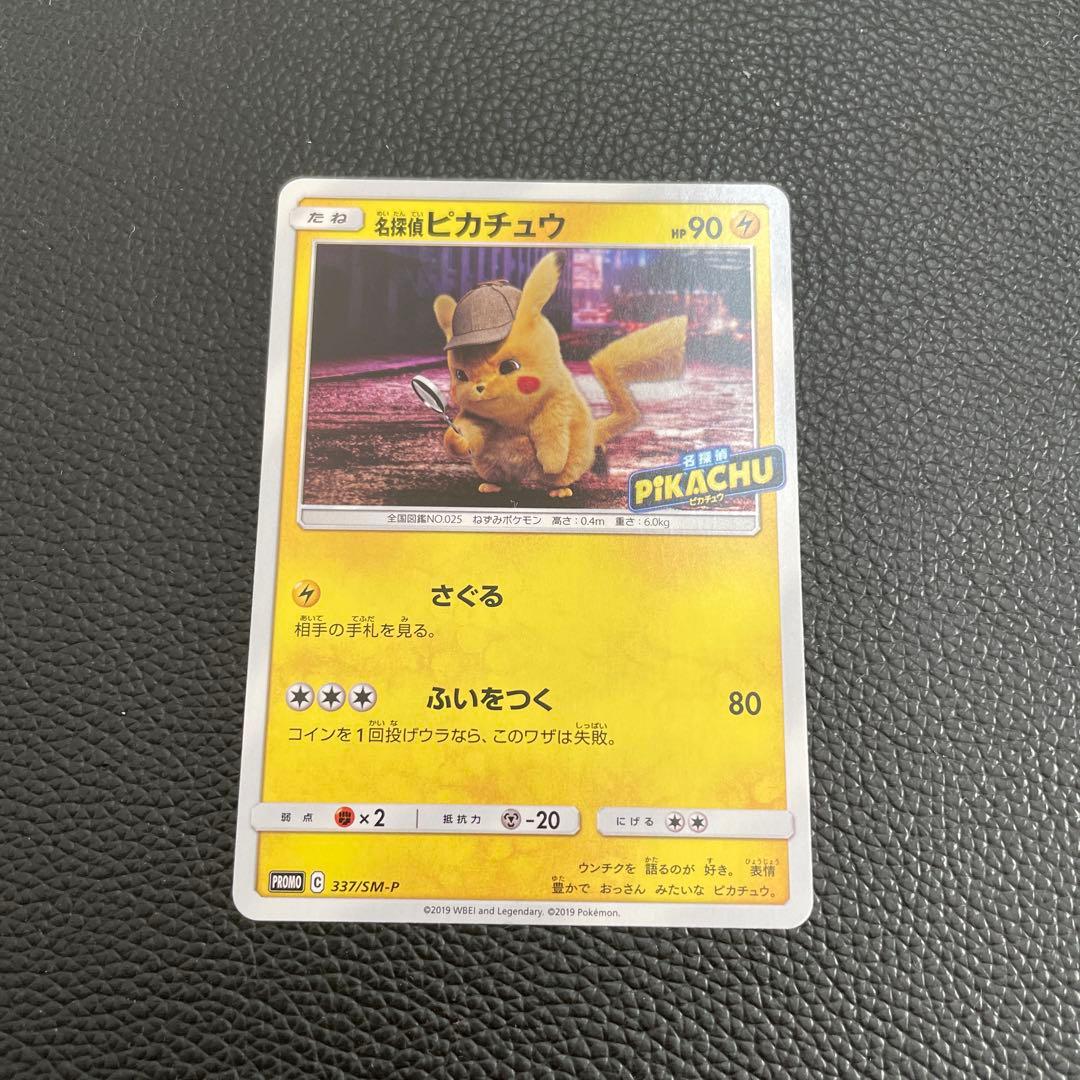 たね 名探偵ピカチュウ HP 90
めいたんてい
名探偵
PiKACHU
ピカチュウ
全国図鑑NO.025 ねずみポケモン 高さ:0.4m 重さ:6.0kg
さぐる
あいて てふだ み
相手の手札を見る。
ふいをつく 80
かいな しっぱい
コインを1回投げウラなら、このワザは失敗。
弱点 ×2 抵抗力 -20 にげる
かた す ひょうじょう
ウンチクを 語るのが 好き。 表情
ゆた
豊かで おっさん みたいな ピカチュウ。
PROMO C 337/SM-P
©2019 WBEI and Legendary. ©2019 Pokémon.